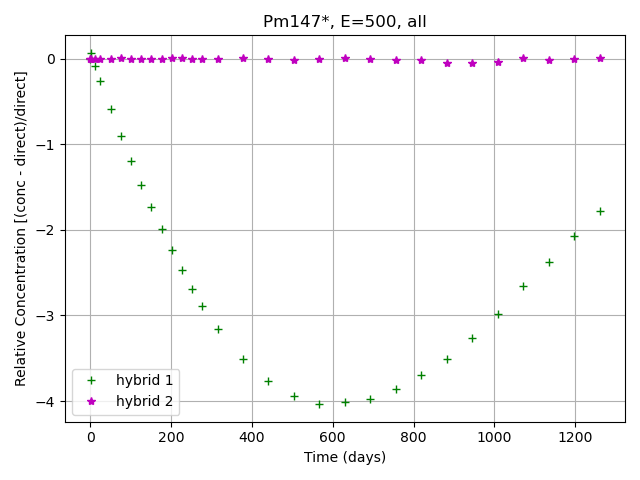 Pm147*, E=500, all
Relative Concentration [(conc - direct)/direct]
0
−1
−2
−3
−4
hybrid 1
hybrid 2
0 200 400 600 800 1000 1200
Time (days)